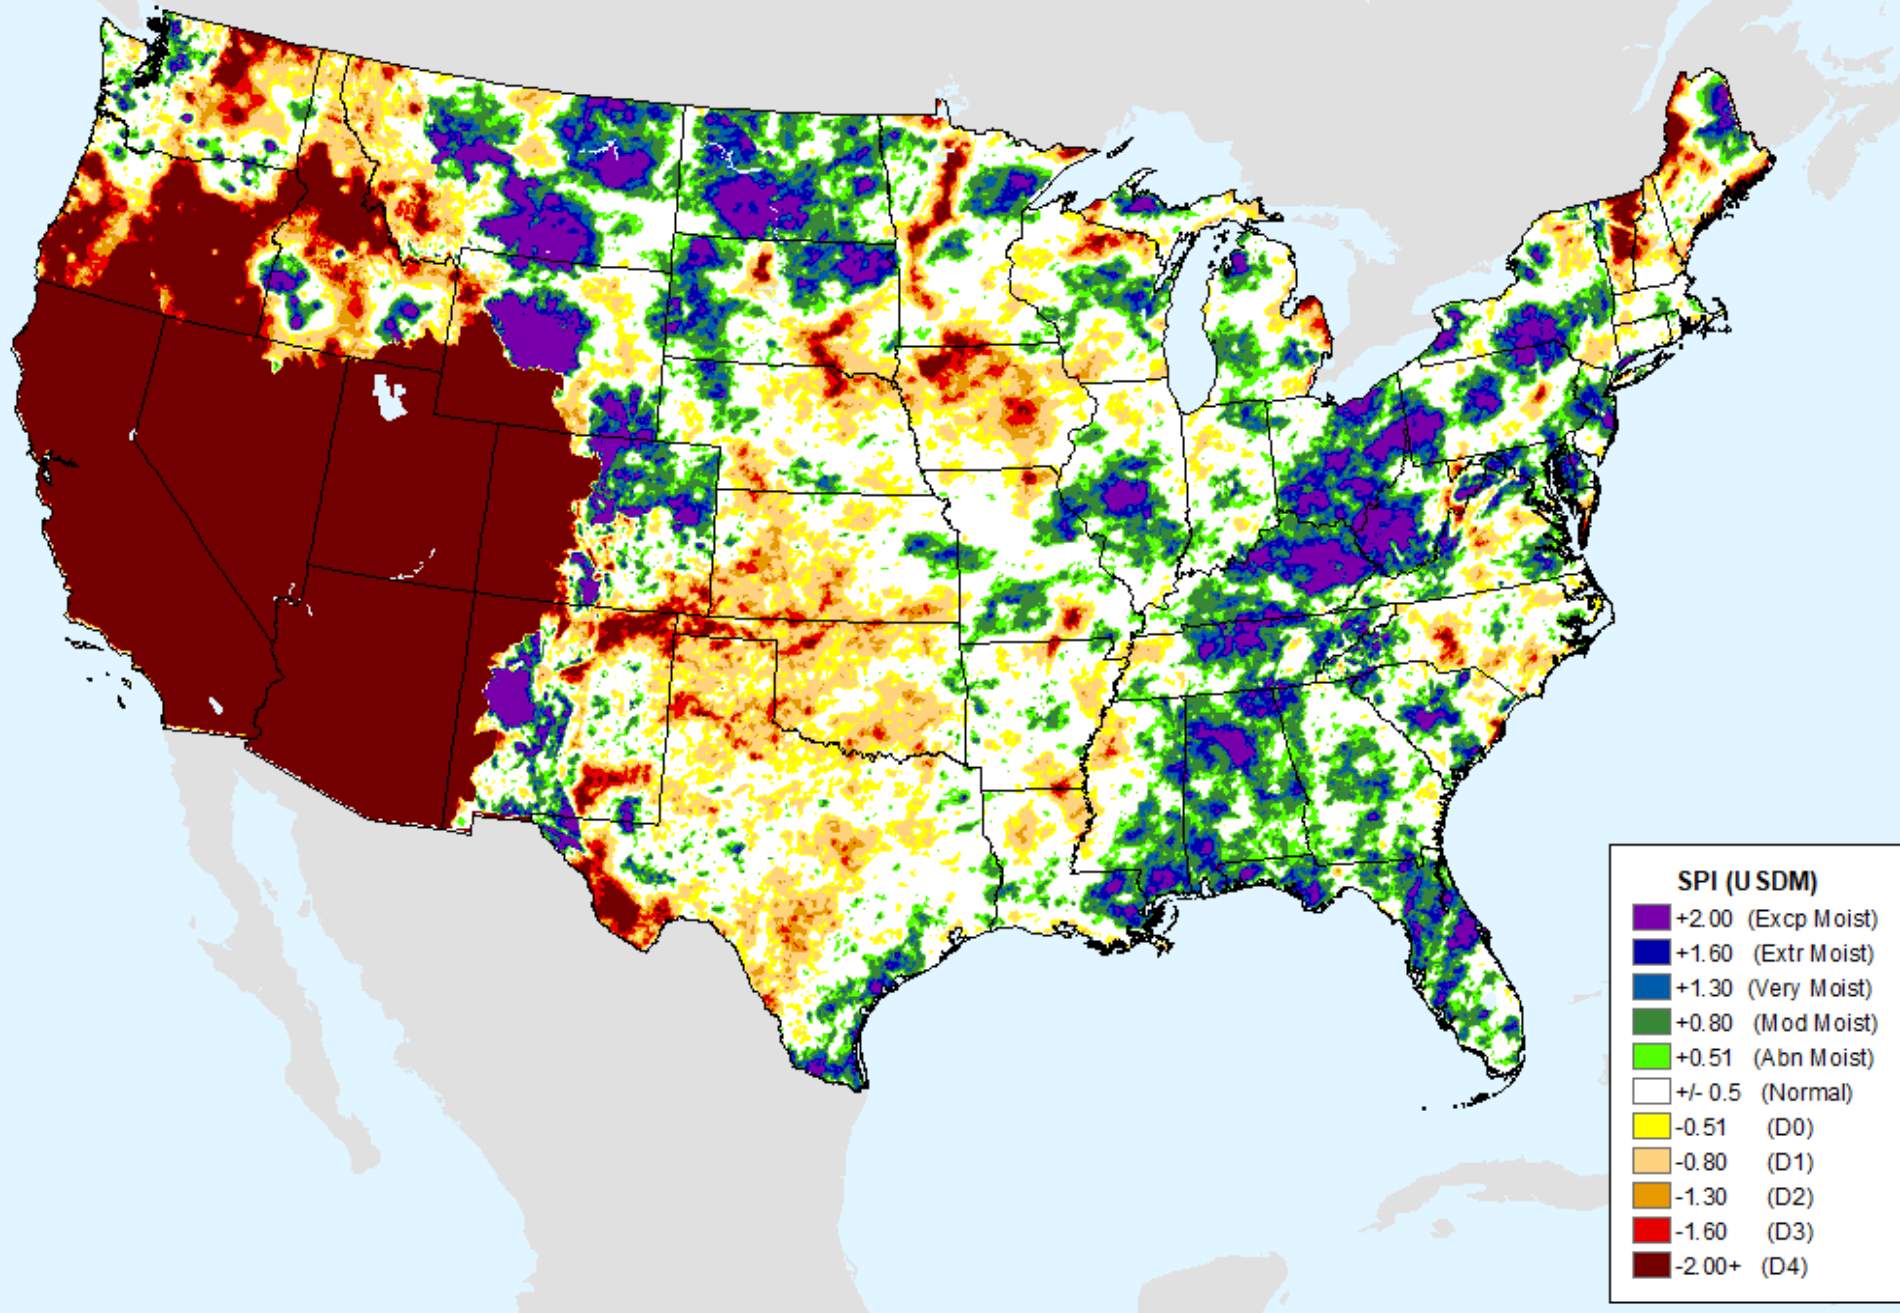 SPI (USDM)
+2.00 (Excp Moist)
+1.60 (Extr Moist)
+1.30 (Very Moist)
+0.80 (Mod Moist)
+0.51 (Abn Moist)
+/- 0.5 (Normal)
-0.51 (D0)
-0.80 (D1)
-1.30 (D2)
-1.60 (D3)
-2.00+ (D4)